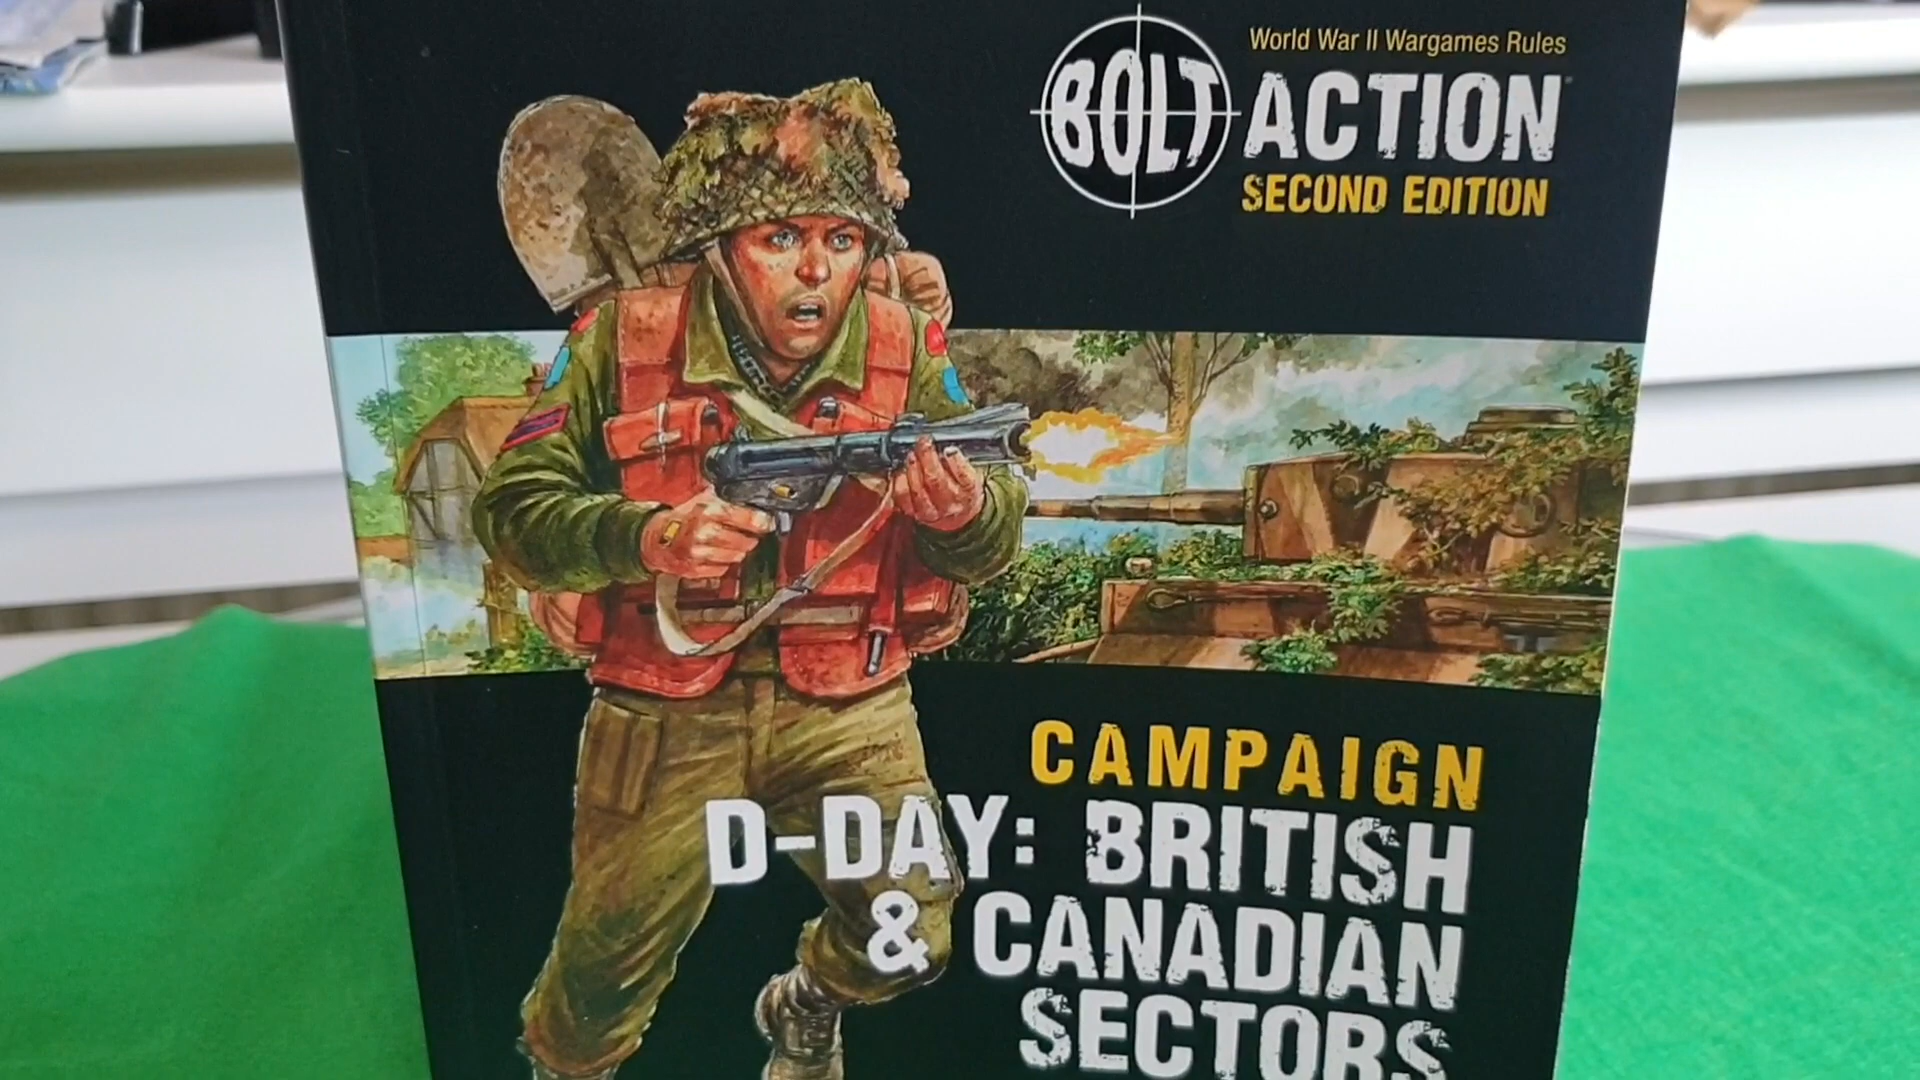 World War II Wargames Rules
BOLT ACTION
SECOND EDITION
CAMPAIGN
D-DAY: BRITISH
& CANADIAN
SECTORS